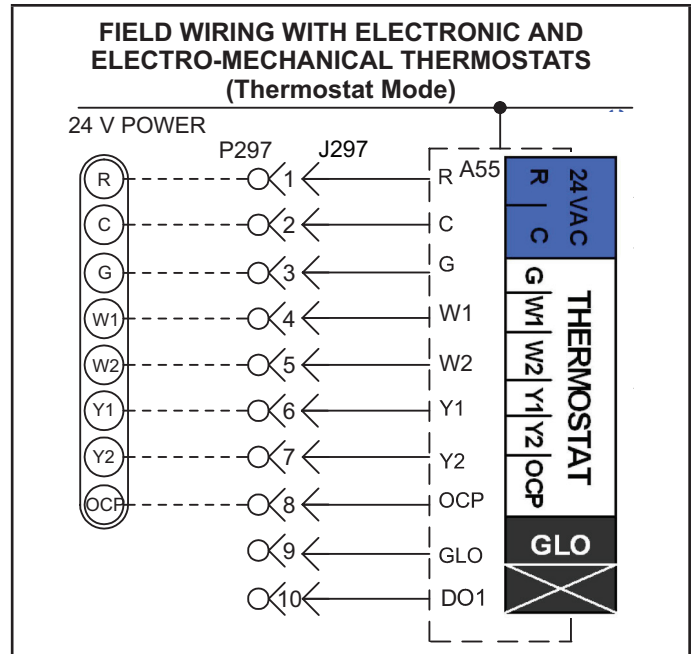 FIELD WIRING WITH ELECTRONIC AND
ELECTRO-MECHANICAL THERMOSTATS
(Thermostat Mode)
24 V POWER
P297 J297
A55
R 1 R R 24VAC
C 2 C C
G 3 G G THERMOSTAT
W1 4 W1 W1
W2 5 W2 W2
Y1 6 Y1 Y1
Y2 7 Y2 Y2
OCP 8 OCP OCP
9 GLO GLO
10 DO1